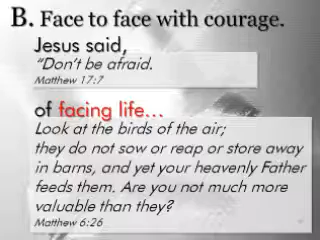 B. Face to face with courage.
Jesus said,
“Don’t be afraid.
Matthew 17:7
of facing life...
Look at the birds of the air;
they do not sow or reap or store away
in barns, and yet your heavenly Father
feeds them. Are you not much more
valuable than they?
Matthew 6:26